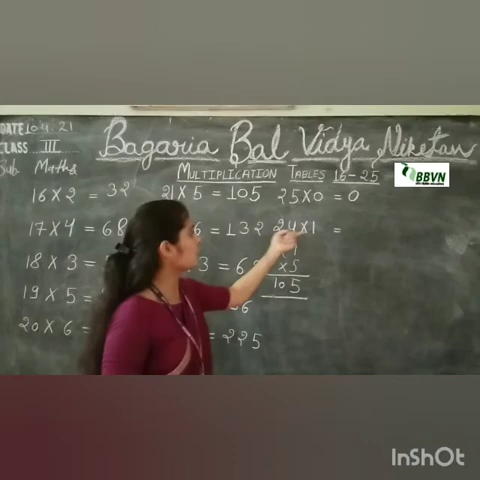 DATE 10.4.21
CLASS III
Sub Maths
Bagaria Bal Vidya Niketan
BBVN
MULTIPLICATION TABLES 16-25
16 X 2 = 32
17 X 4 = 68
18 X 3 =
19 X 5 =
20 X 6 =
21 X 5 = 105
6 = 132
3 = 6
= 225
25 X 0 = 0
24 X 1 =
X 5
105
InShOt